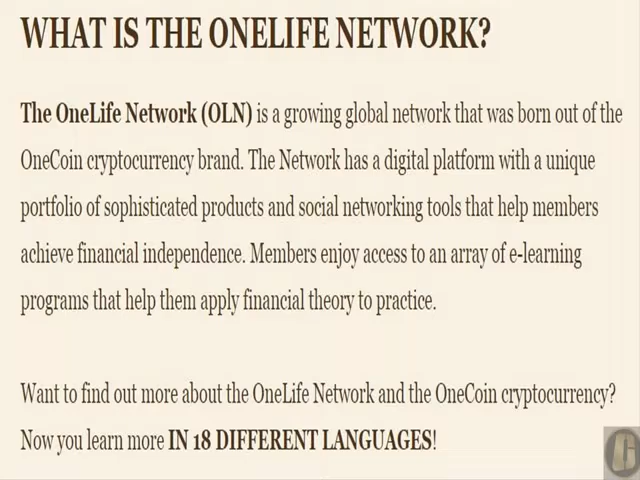 WHAT IS THE ONELIFE NETWORK?
The OneLife Network (OLN) is a growing global network that was born out of the
OneCoin cryptocurrency brand. The Network has a digital platform with a unique
portfolio of sophisticated products and social networking tools that help members
achieve financial independence. Members enjoy access to an array of e-learning
programs that help them apply financial theory to practice.
Want to find out more about the OneLife Network and the OneCoin cryptocurrency?
Now you learn more IN 18 DIFFERENT LANGUAGES!